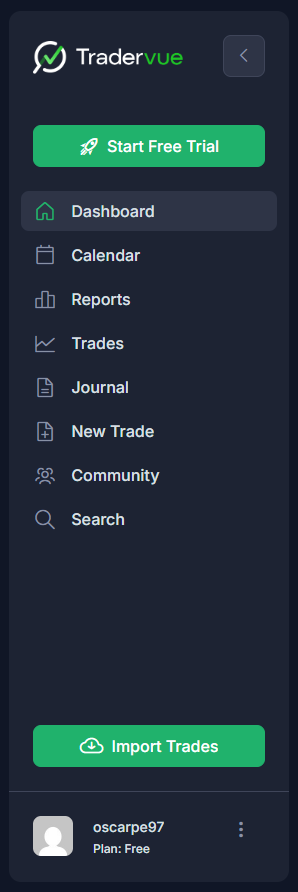 Tradervue
Start Free Trial
Dashboard
Calendar
Reports
Trades
Journal
New Trade
Community
Search
Import Trades
oscarpe97
Plan: Free